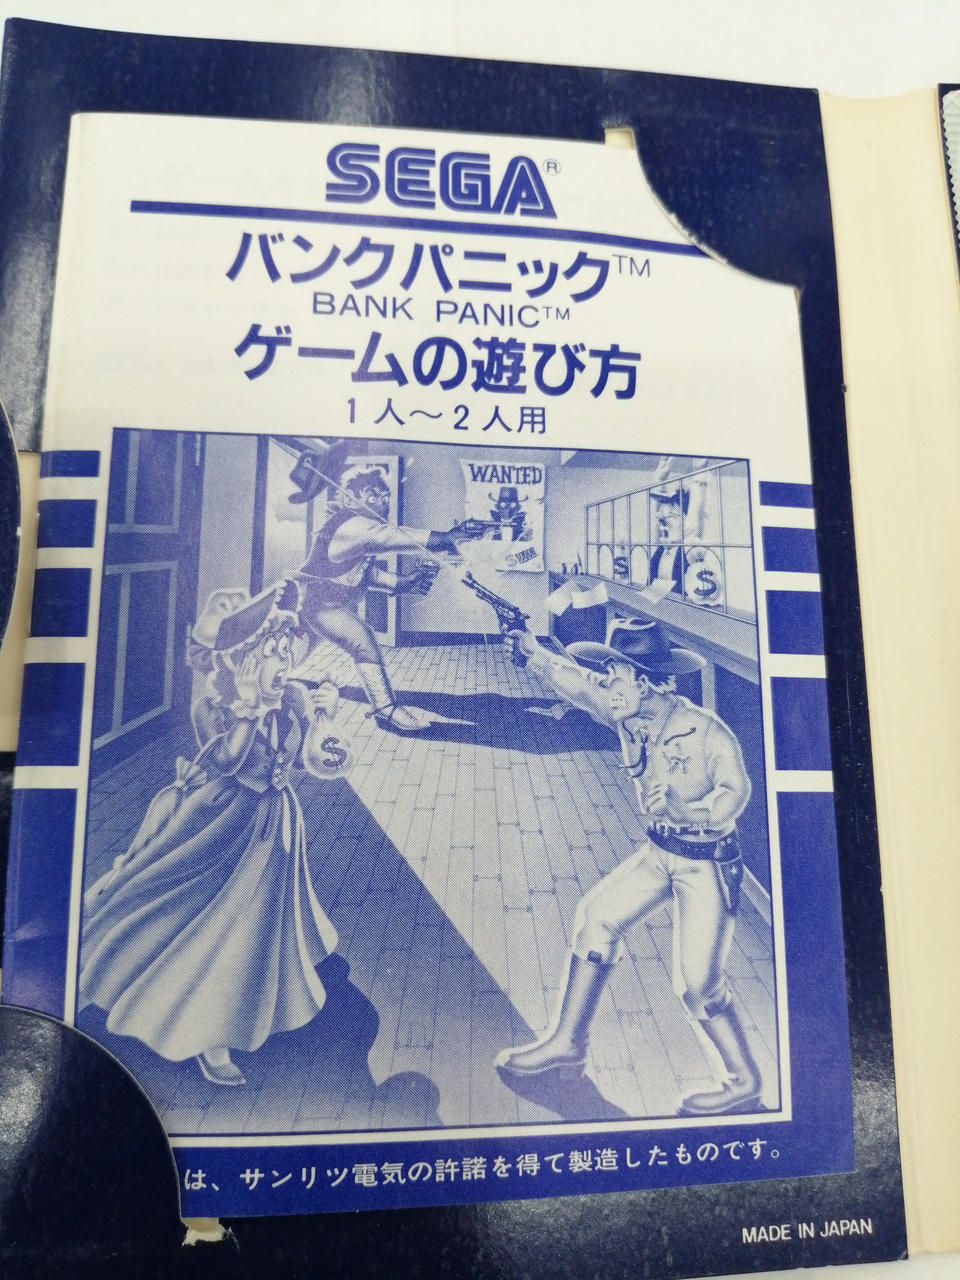 SEGA®
バンクパニック™
BANK PANIC™
ゲームの遊び方
1人〜2人用
WANTED
$
$
$
は、サンリツ電気の許諾を得て製造したものです。
MADE IN JAPAN